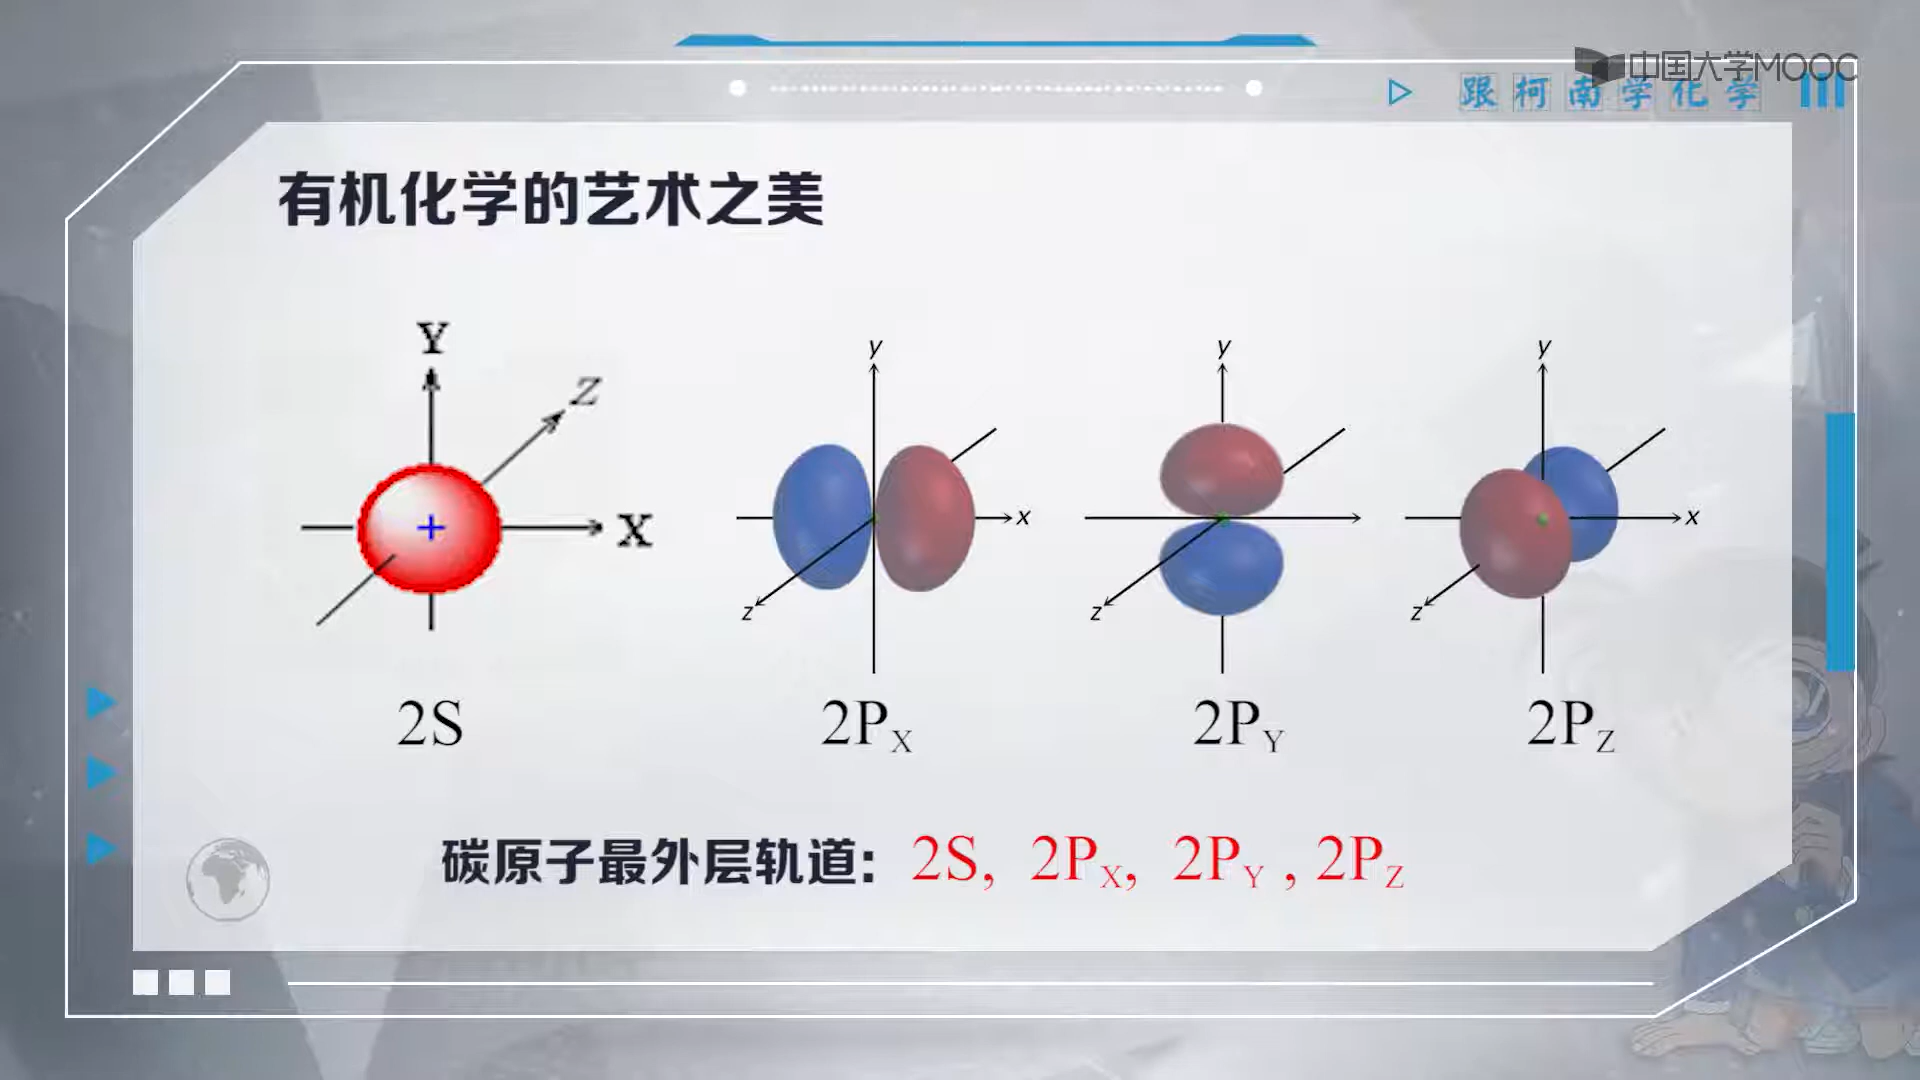 中国大学MOOC
跟柯南学化学
有机化学的艺术之美
Y
Z
X
y
x
z
y
z
y
x
z
2S
2PX
2PY
2PZ
碳原子最外层轨道: 2S, 2PX, 2PY , 2PZ